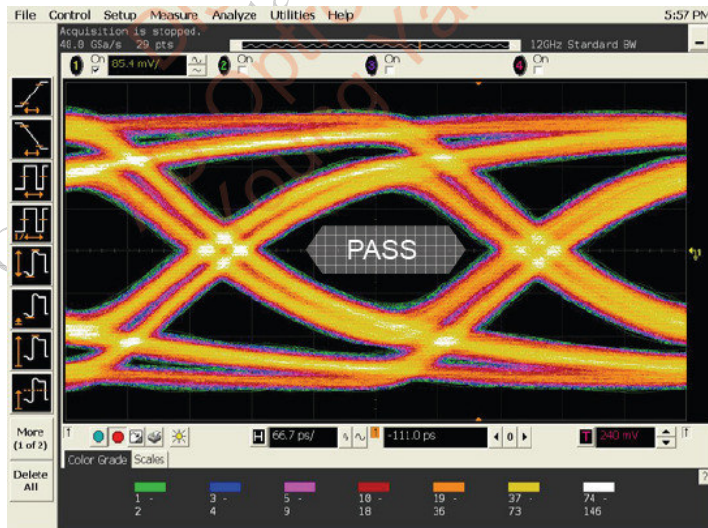 File Control Setup Measure Analyze Utilities Help 5:57 PM
Acquisition is stopped.
40.0 GSa/s 29 pts
12GHz Standard BW
1 On 85.4 mV/ 2 On 3 On 4 On
PASS
More
(1 of 2)
Delete
All
H 66.7 ps/ -111.0 ps 0 T 240 mV
Color Grade Scales
?
1 - 3 - 5 - 10 - 19 - 37 - 74 -
2 4 9 18 36 73 146